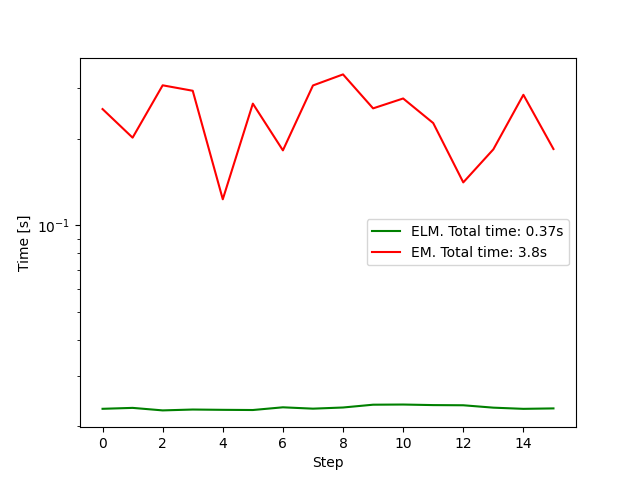 10⁻¹
Time [s]
ELM. Total time: 0.37s
EM. Total time: 3.8s
0 2 4 6 8 10 12 14
Step